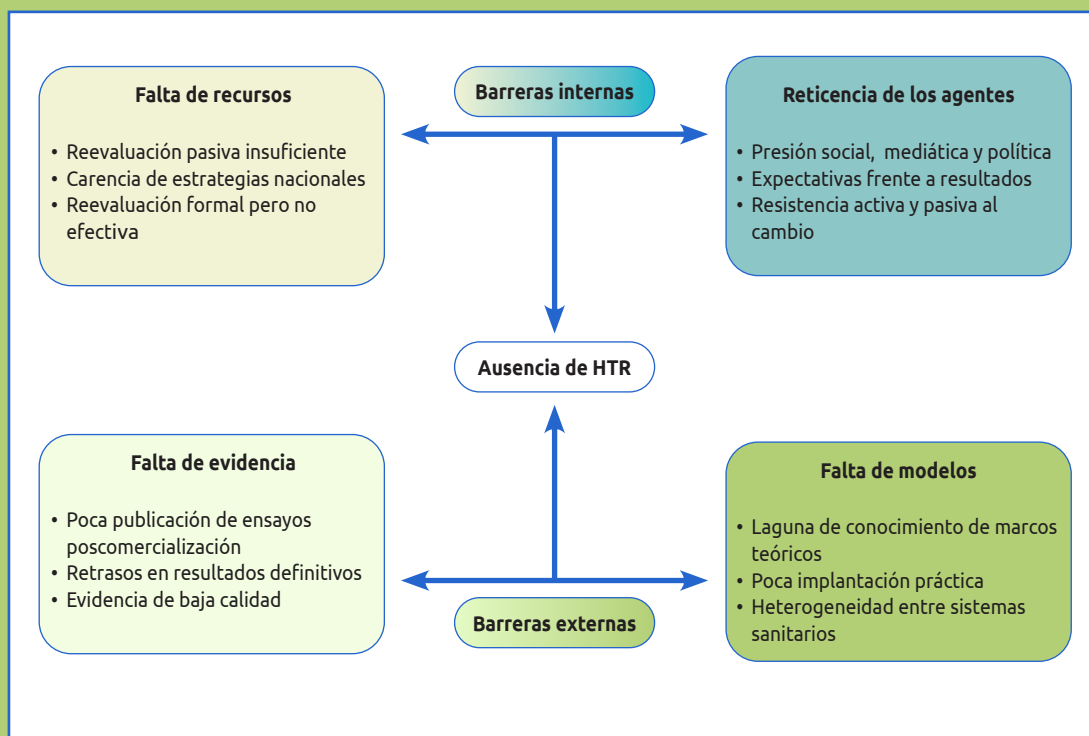 Falta de recursos
• Reevaluación pasiva insuficiente
• Carencia de estrategias nacionales
• Reevaluación formal pero no
efectiva
Barreras internas
Reticencia de los agentes
• Presión social, mediática y política
• Expectativas frente a resultados
• Resistencia activa y pasiva al
cambio
Ausencia de HTR
Falta de evidencia
• Poca publicación de ensayos
poscomercialización
• Retrasos en resultados definitivos
• Evidencia de baja calidad
Barreras externas
Falta de modelos
• Laguna de conocimiento de marcos
teóricos
• Poca implantación práctica
• Heterogeneidad entre sistemas
sanitarios